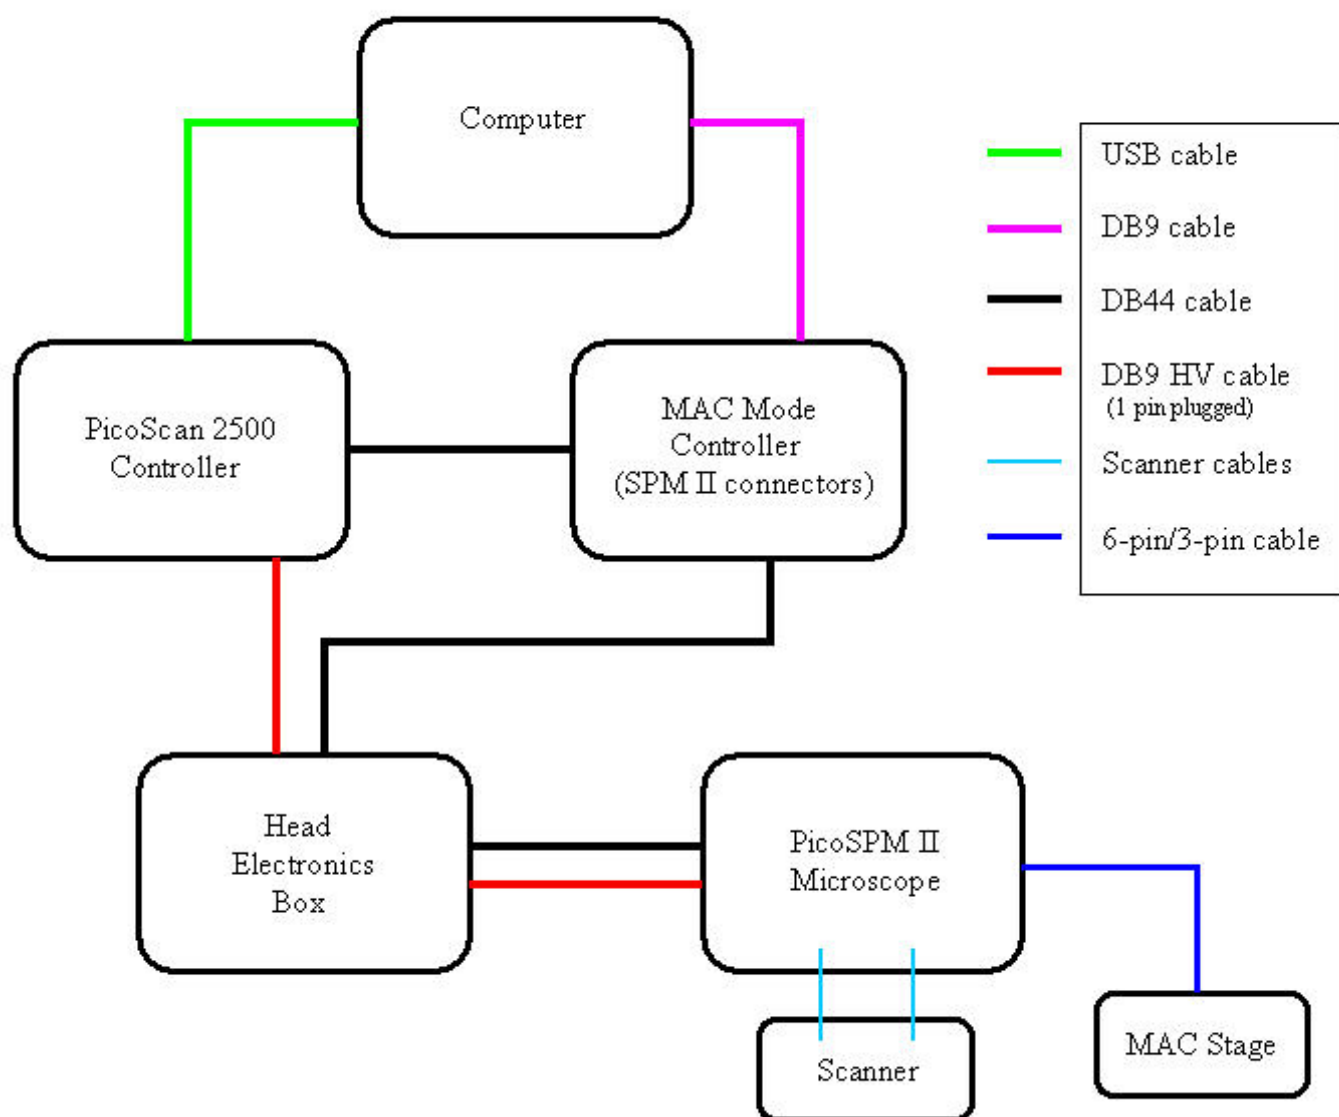 Computer
USB cable
DB9 cable
DB44 cable
DB9 HV cable
(1 pin plugged)
Scanner cables
6-pin/3-pin cable
PicoScan 2500
Controller
MAC Mode
Controller
(SPM II connectors)
Head
Electronics
Box
PicoSPM II
Microscope
Scanner
MAC Stage